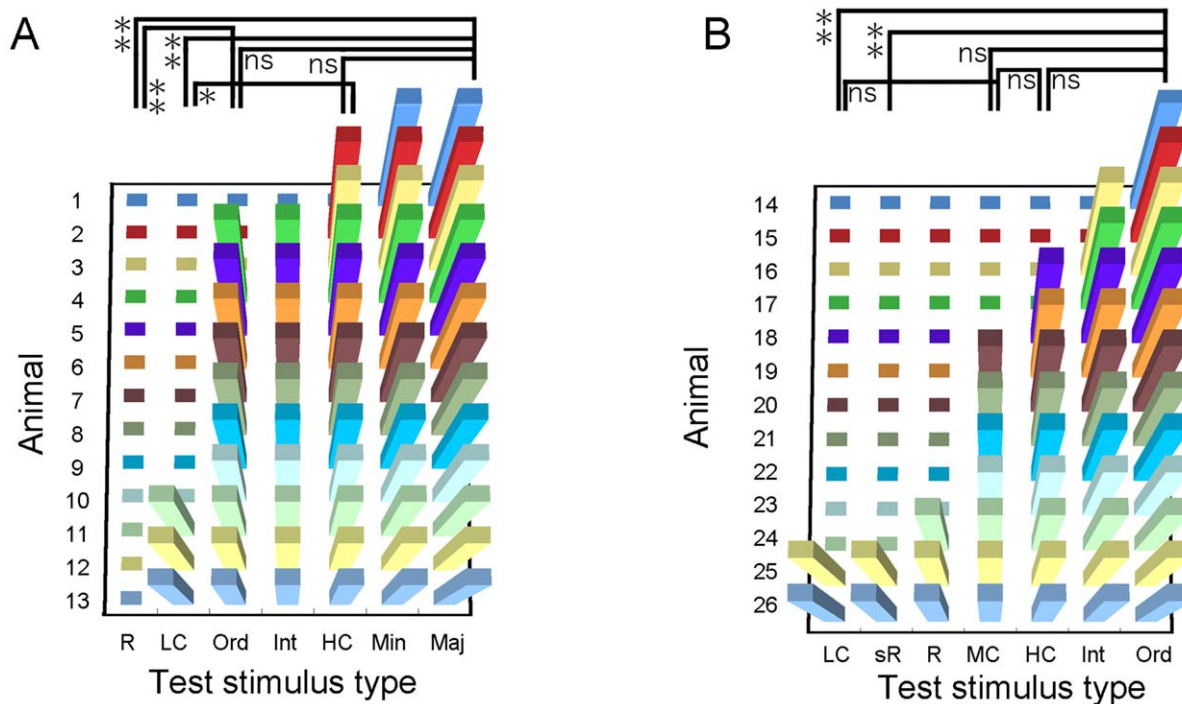 A
B
* *
* *
* *
*
ns
ns
* *
* *
ns
ns
ns
ns
Animal
1
2
3
4
5
6
7
8
9
10
11
12
13
R LC Ord Int HC Min Maj
Test stimulus type
Animal
14
15
16
17
18
19
20
21
22
23
24
25
26
LC sR R MC HC Int Ord
Test stimulus type